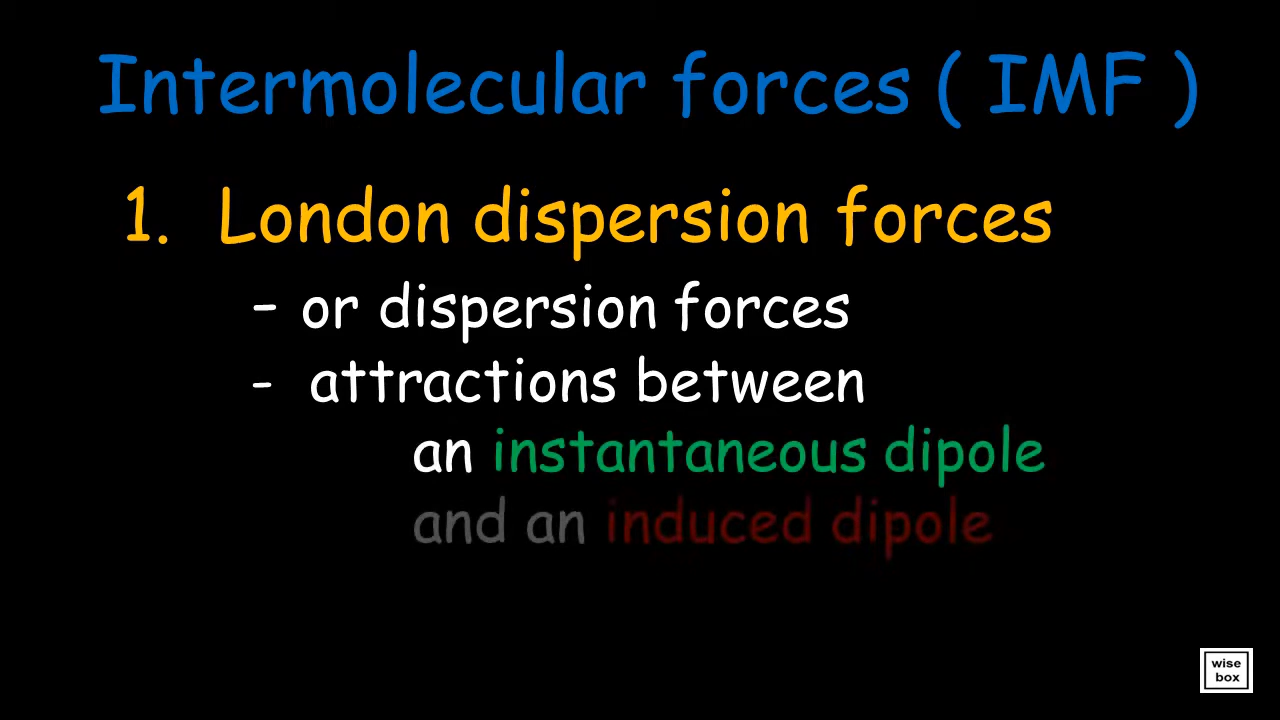 Intermolecular forces ( IMF )
1. London dispersion forces
- or dispersion forces
- attractions between
an instantaneous dipole
and an induced dipole
wise
box